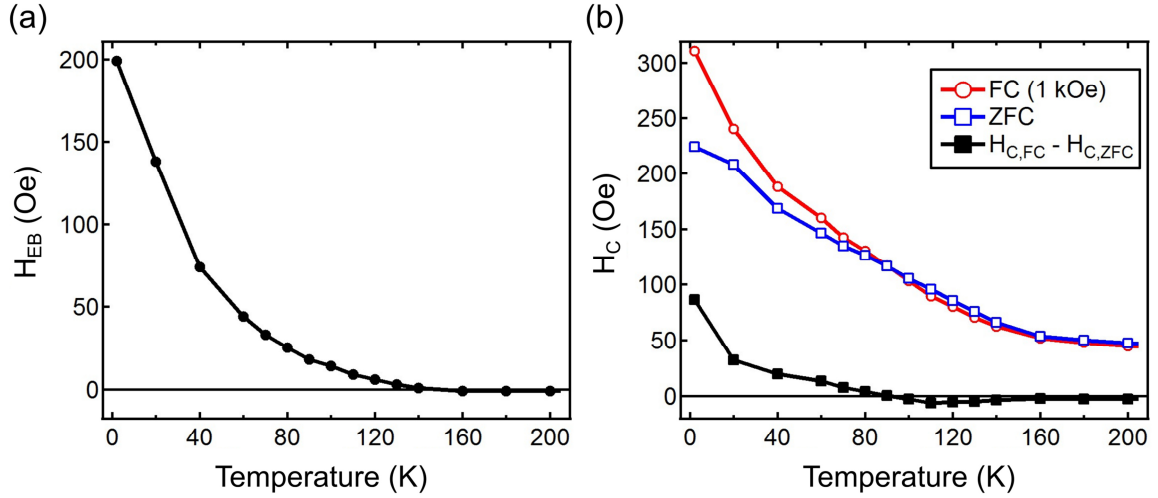 (a)
(b)
200
150
100
50
0
H_EB (Oe)
0 40 80 120 160 200
Temperature (K)
300
250
200
150
100
50
0
H_C (Oe)
FC (1 kOe)
ZFC
H_C,FC - H_C,ZFC
0 40 80 120 160 200
Temperature (K)